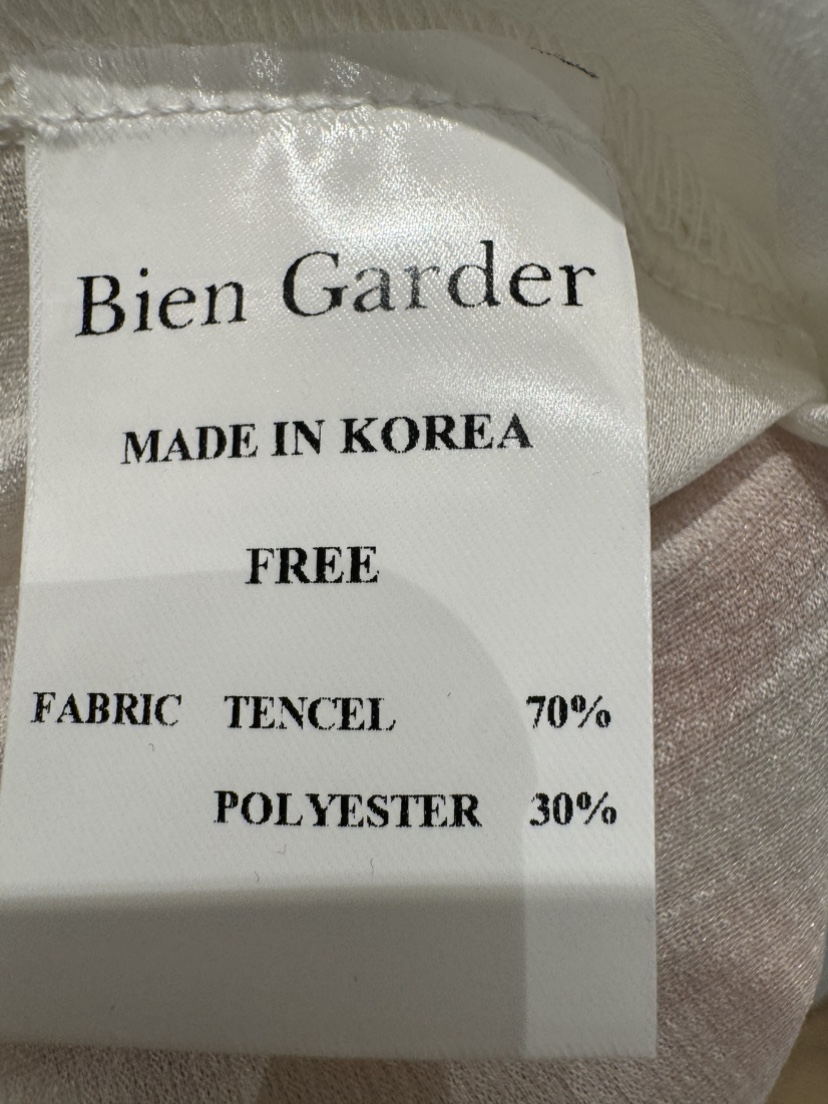 Bien Garder
MADE IN KOREA
FREE
FABRIC TENCEL 70%
POLYESTER 30%